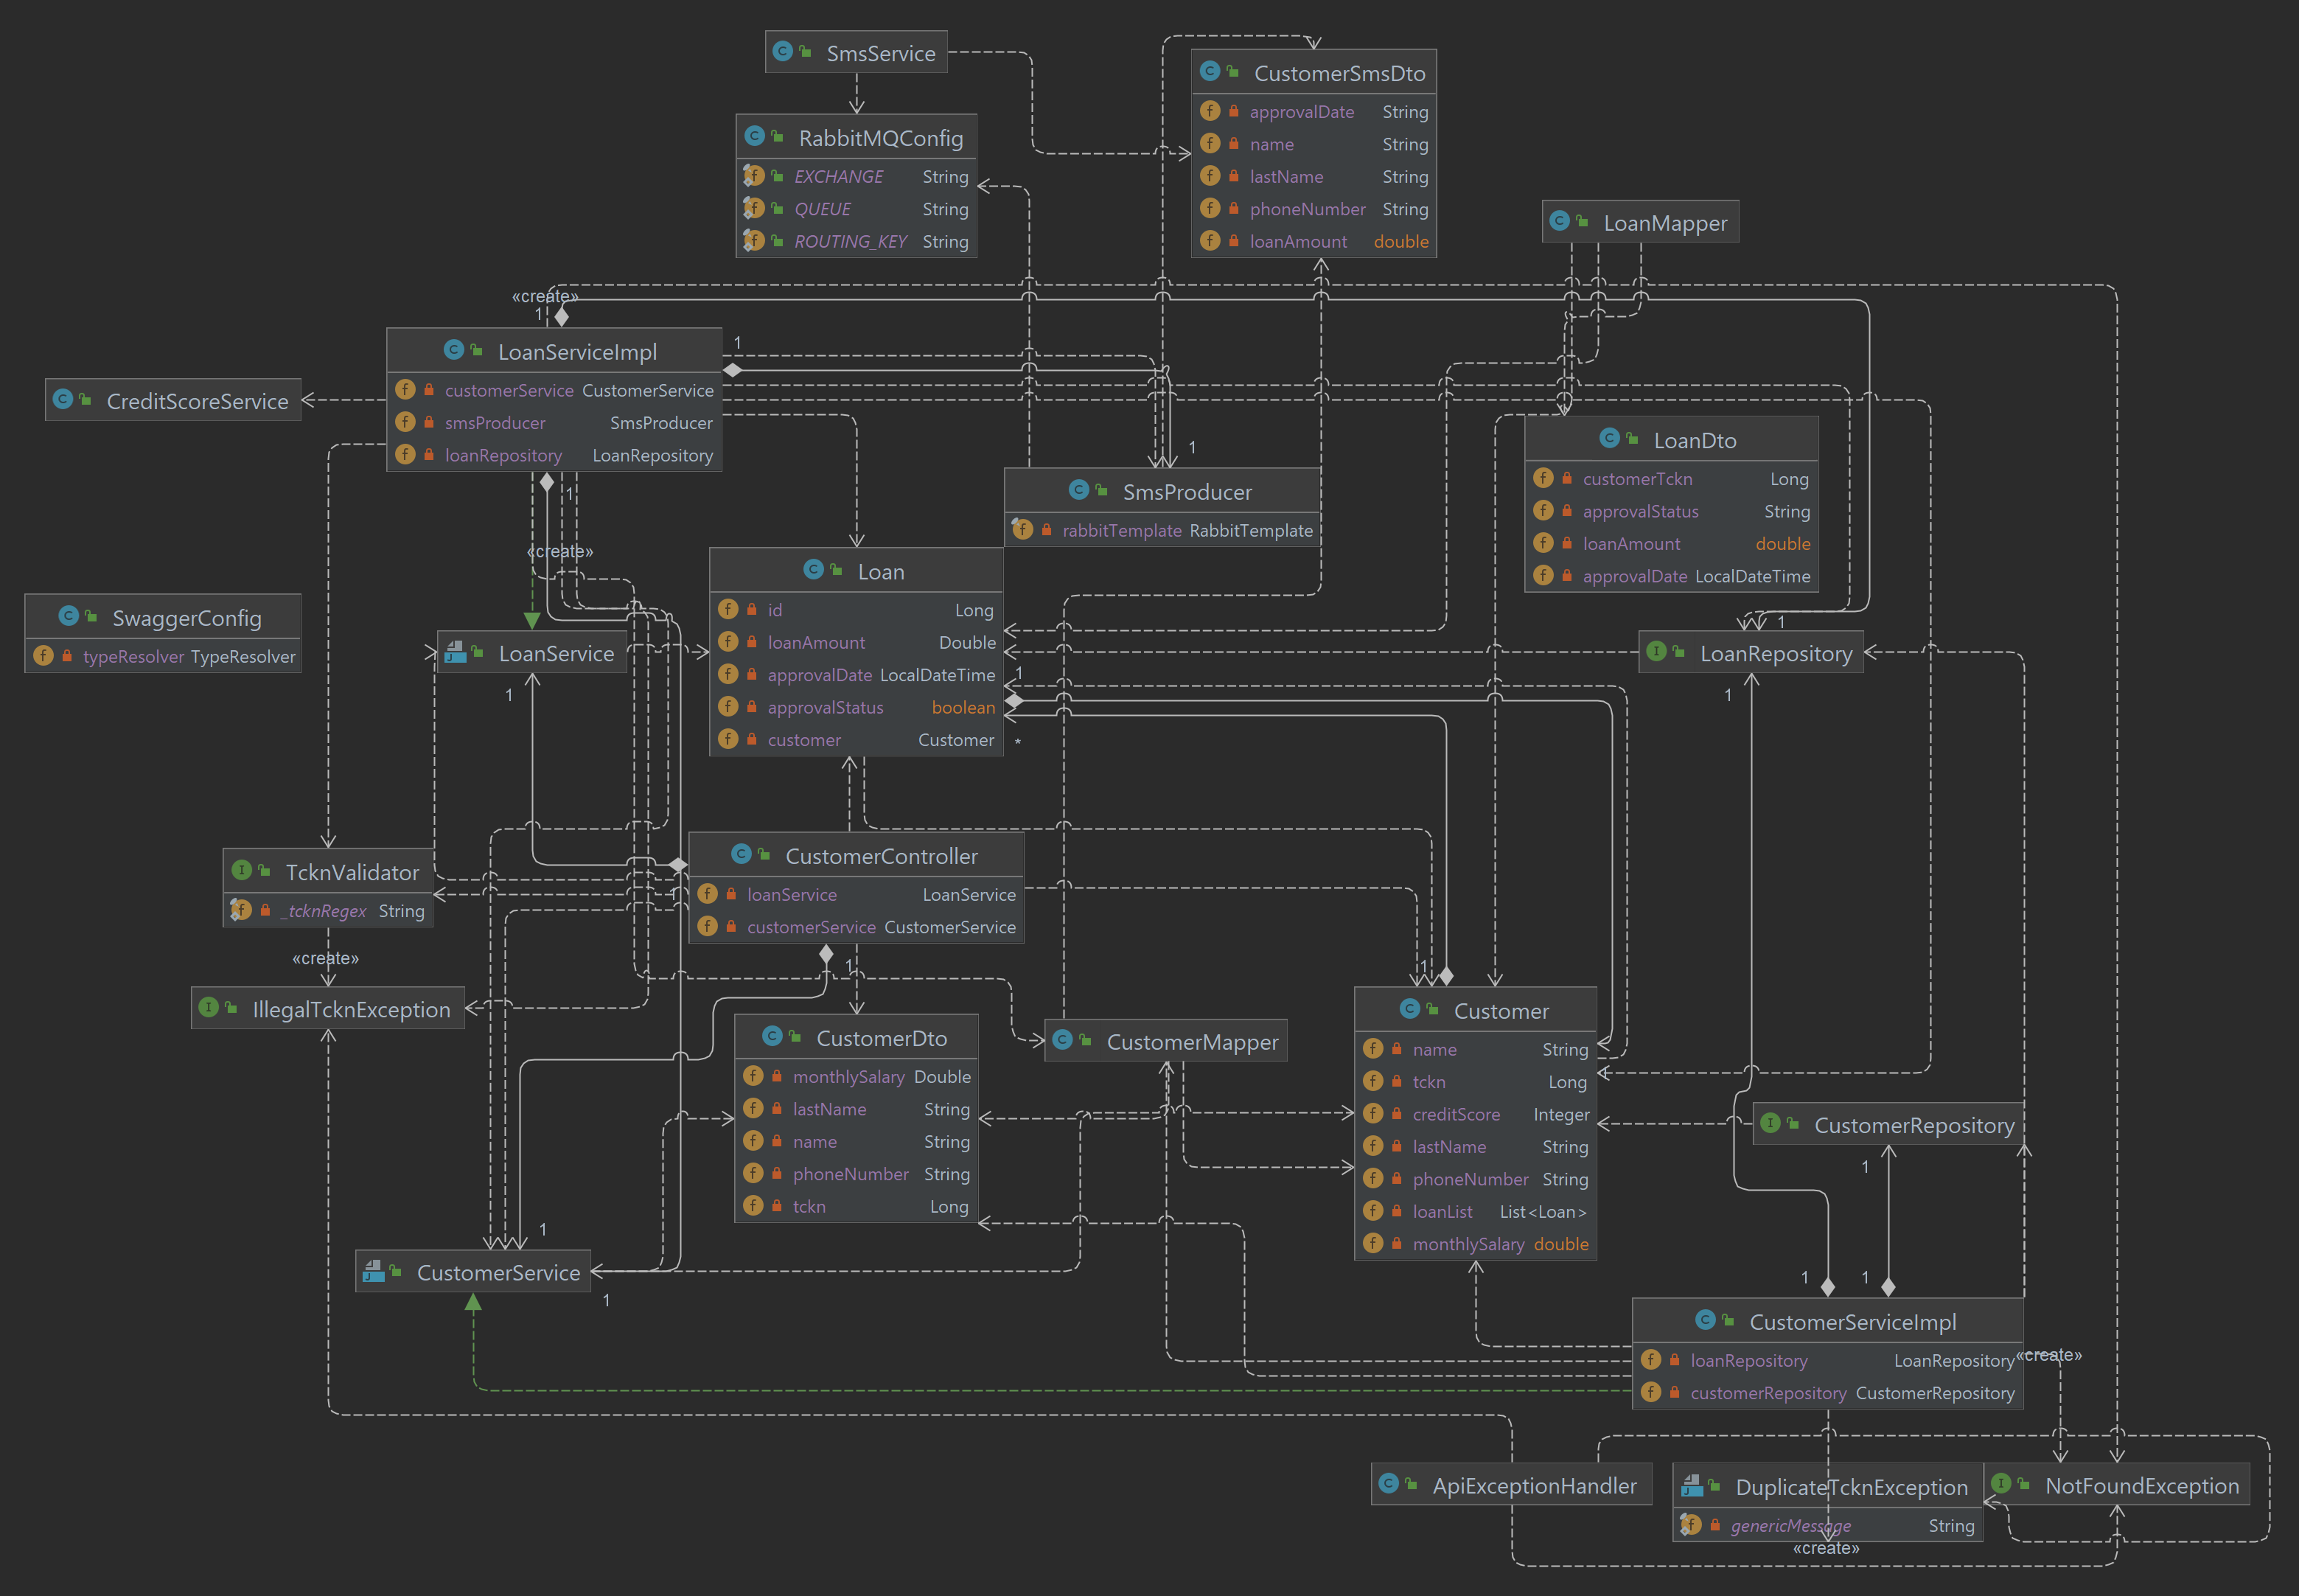 SmsService
CustomerSmsDto
approvalDate String
name String
lastName String
phoneNumber String
loanAmount double
RabbitMQConfig
EXCHANGE String
QUEUE String
ROUTING_KEY String
LoanMapper
«create»
1
LoanServiceImpl
1
customerService CustomerService
smsProducer SmsProducer
loanRepository LoanRepository
CreditScoreService
LoanDto
customerTckn Long
approvalStatus String
loanAmount double
approvalDate LocalDateTime
1
1
SmsProducer
rabbitTemplate RabbitTemplate
«create»
Loan
id Long
loanAmount Double
approvalDate LocalDateTime
approvalStatus boolean
customer Customer
1
*
SwaggerConfig
typeResolver TypeResolver
LoanService
1
1
LoanRepository
1
TcknValidator
_tcknRegex String
CustomerController
loanService LoanService
customerService CustomerService
1
1
1
«create»
IllegalTcknException
CustomerDto
monthlySalary Double
lastName String
name String
phoneNumber String
tckn Long
CustomerMapper
Customer
name String
tckn Long
creditScore Integer
lastName String
phoneNumber String
loanList List<Loan>
monthlySalary double
1
CustomerRepository
1
1
CustomerService
1
1
1
CustomerServiceImpl
loanRepository LoanRepository
customerRepository CustomerRepository
«create»
ApiExceptionHandler
DuplicateTcknException
genericMessage String
NotFoundException
«create»